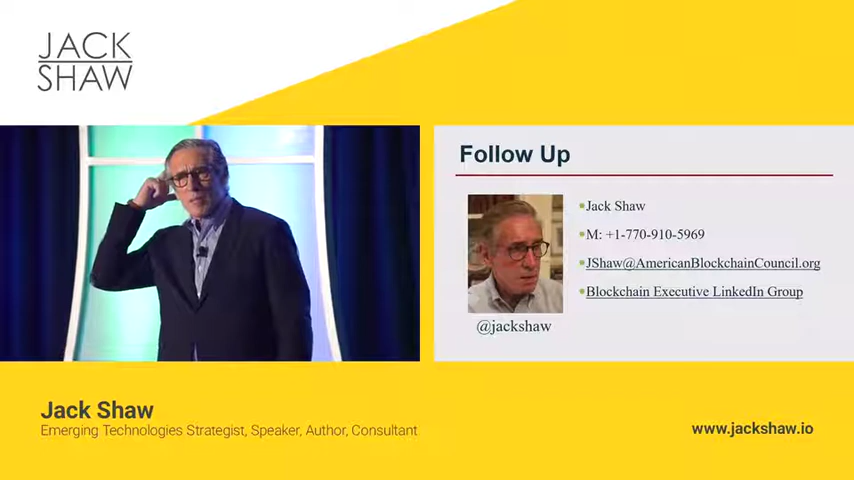 JACK
SHAW
Follow Up
Jack Shaw
M: +1-770-910-5969
JShaw@AmericanBlockchainCouncil.org
Blockchain Executive LinkedIn Group
@jackshaw
Jack Shaw
Emerging Technologies Strategist, Speaker, Author, Consultant
www.jackshaw.io